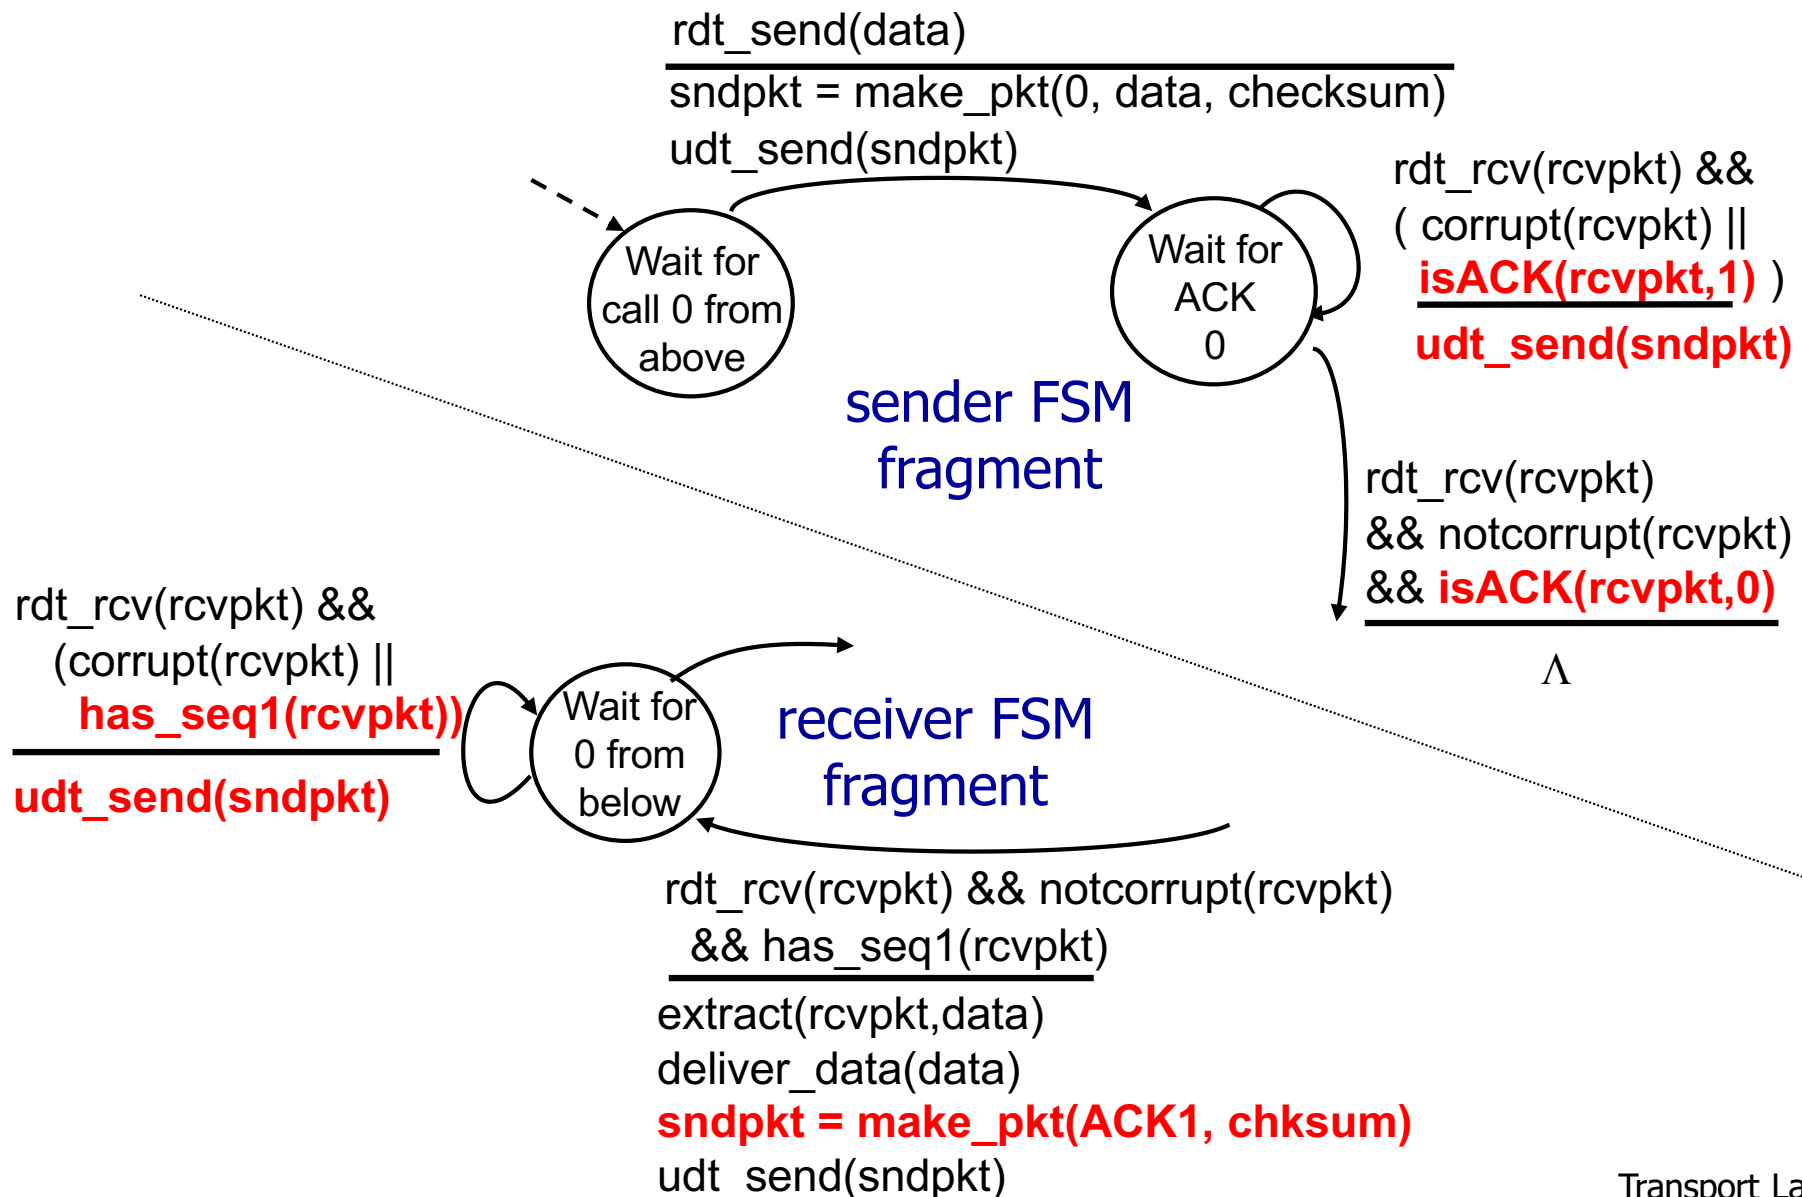 rdt_send(data)
sndpkt = make_pkt(0, data, checksum)
udt_send(sndpkt)
Wait for
call 0 from
above
Wait for
ACK
0
rdt_rcv(rcvpkt) &&
( corrupt(rcvpkt) ||
isACK(rcvpkt,1) )
udt_send(sndpkt)
sender FSM
fragment
rdt_rcv(rcvpkt)
&& notcorrupt(rcvpkt)
&& isACK(rcvpkt,0)
Λ
rdt_rcv(rcvpkt) &&
(corrupt(rcvpkt) ||
has_seq1(rcvpkt))
udt_send(sndpkt)
Wait for
0 from
below
receiver FSM
fragment
rdt_rcv(rcvpkt) && notcorrupt(rcvpkt)
&& has_seq1(rcvpkt)
extract(rcvpkt,data)
deliver_data(data)
sndpkt = make_pkt(ACK1, chksum)
udt_send(sndpkt)
Transport La